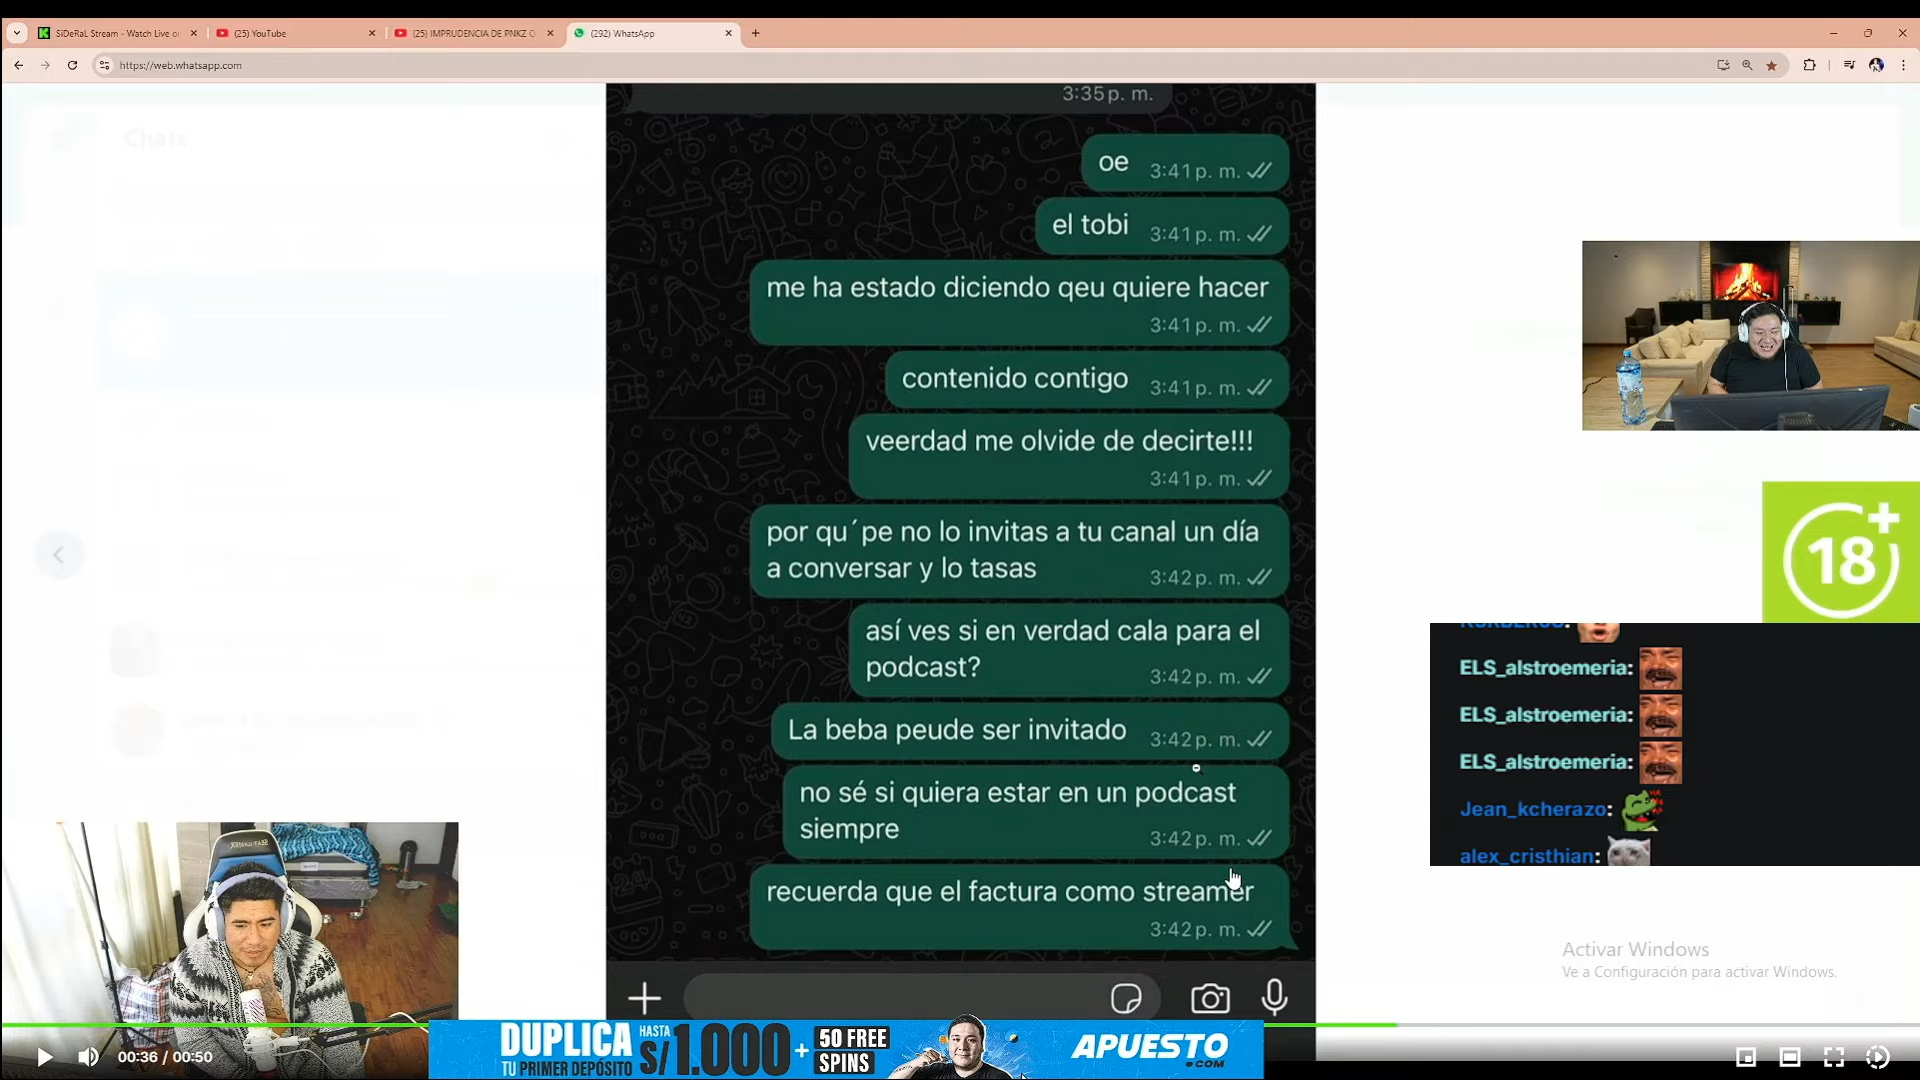 SiDeRaL Stream - Watch Live on
(25) YouTube
(25) IMPRUDENCIA DE PNKZ O
(292) WhatsApp
https://web.whatsapp.com
Chats
3:35 p. m.
oe 3:41 p. m.
el tobi 3:41 p. m.
me ha estado diciendo qeu quiere hacer
3:41 p. m.
contenido contigo 3:41 p. m.
veerdad me olvide de decirte!!!
3:41 p. m.
por qu´pe no lo invitas a tu canal un día
a conversar y lo tasas 3:42 p. m.
así ves si en verdad cala para el
podcast? 3:42 p. m.
La beba peude ser invitado 3:42 p. m.
no sé si quiera estar en un podcast
siempre 3:42 p. m.
recuerda que el factura como streamer
3:42 p. m.
18+
ELS_alstroemeria:
ELS_alstroemeria:
ELS_alstroemeria:
Jean_kcherazo:
alex_cristhian:
Activar Windows
Ve a Configuración para activar Windows.
00:36 / 00:50
DUPLICA HASTA S/1.000 + 50 FREE SPINS
TU PRIMER DEPÓSITO
APUESTO.COM